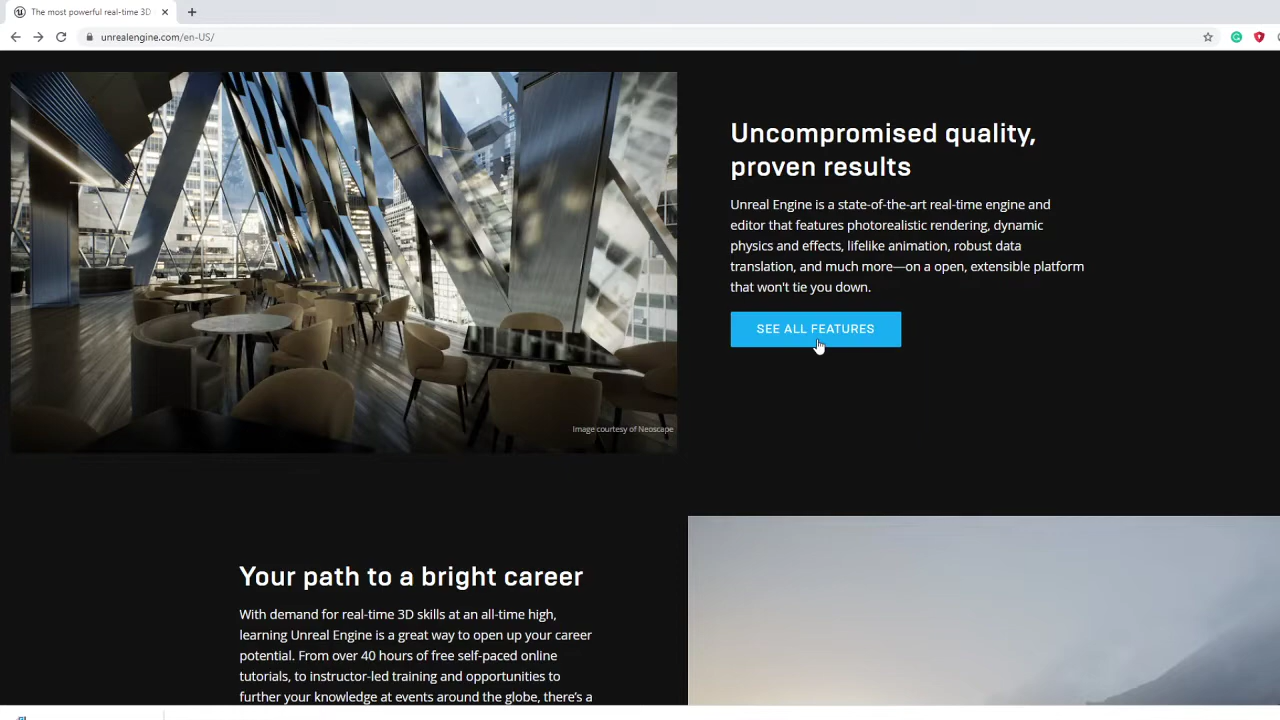 The most powerful real-time 3D
unrealengine.com/en-US/
Uncompromised quality,
proven results
Unreal Engine is a state-of-the-art real-time engine and
editor that features photorealistic rendering, dynamic
physics and effects, lifelike animation, robust data
translation, and much more—on a open, extensible platform
that won't tie you down.
SEE ALL FEATURES
Image courtesy of Neoscape
Your path to a bright career
With demand for real-time 3D skills at an all-time high,
learning Unreal Engine is a great way to open up your career
potential. From over 40 hours of free self-paced online
tutorials, to instructor-led training and opportunities to
further your knowledge at events around the globe, there's a